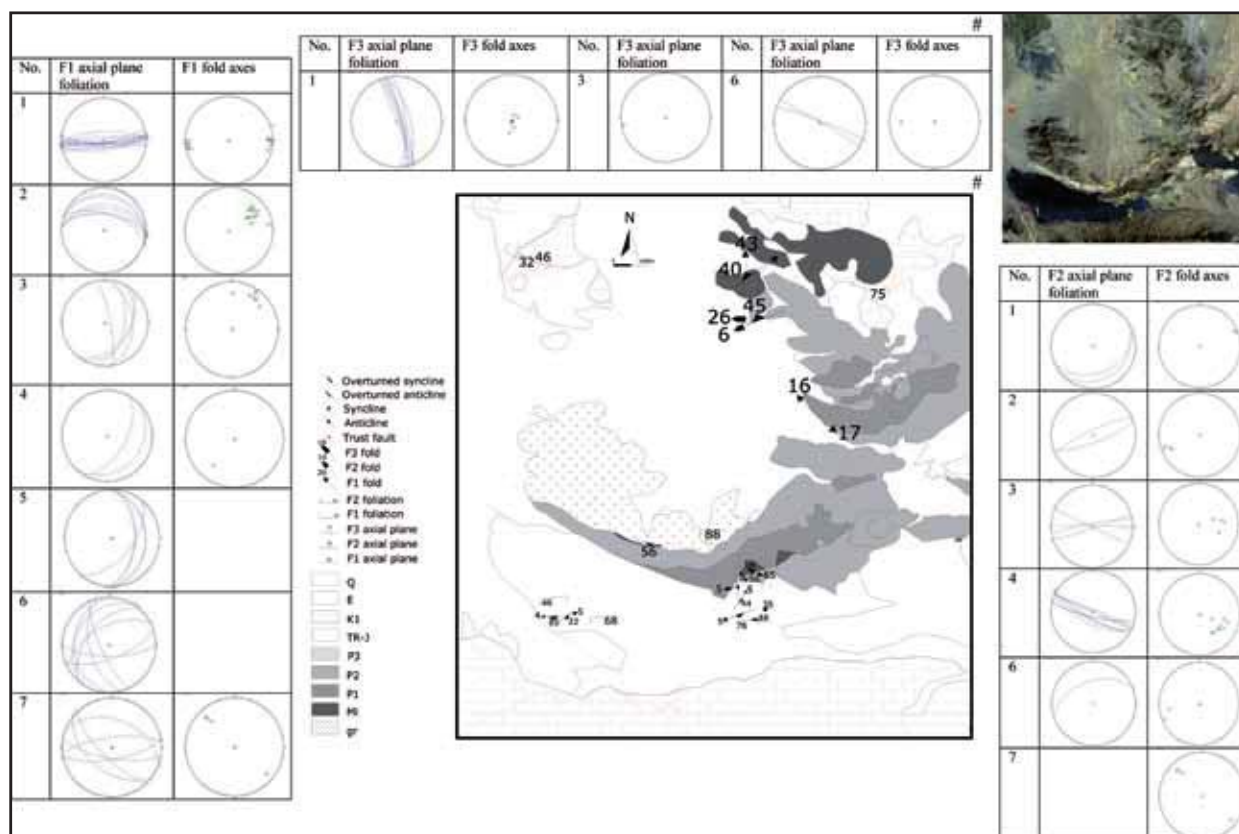 #
No. F1 axial plane foliation F1 fold axes
1
2
3
4
5
6
7
No. F3 axial plane foliation F3 fold axes No. F3 axial plane foliation No. F3 axial plane foliation F3 fold axes
1 3 6
#
N
43
32 46
40
75
45
26
6
16
17
88
56
46
68
76
Overturned syncline
Overturned anticline
Syncline
Anticline
Trust fault
F3 fold
F2 fold
F1 fold
F2 foliation
F1 foliation
F3 axial plane
F2 axial plane
F1 axial plane
Q
E
K1
TR-J
P3
P2
P1
gr
No. F2 axial plane foliation F2 fold axes
1
2
3
4
6
7